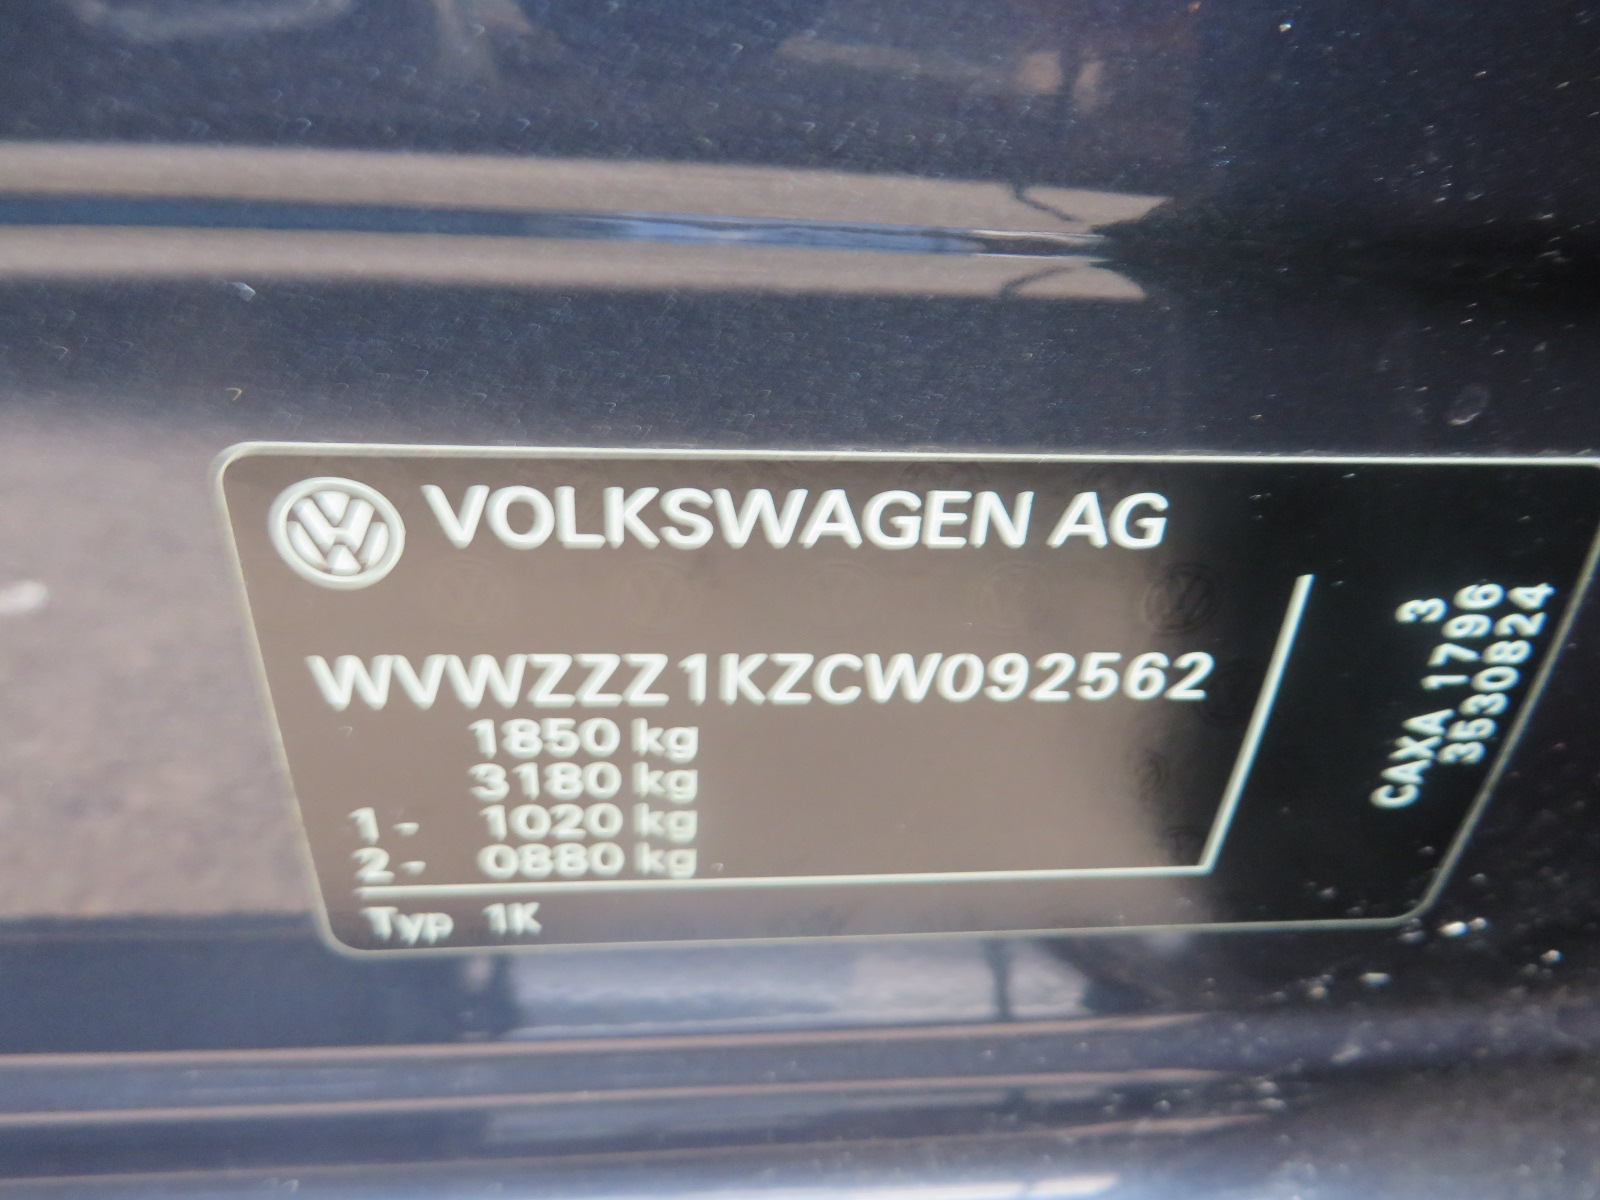 VOLKSWAGEN AG
WVWZZZ1KZCW092562
1850 kg
3180 kg
1 - 1020 kg
2 - 0880 kg
Typ 1K
3
CAXA 1796
3530824